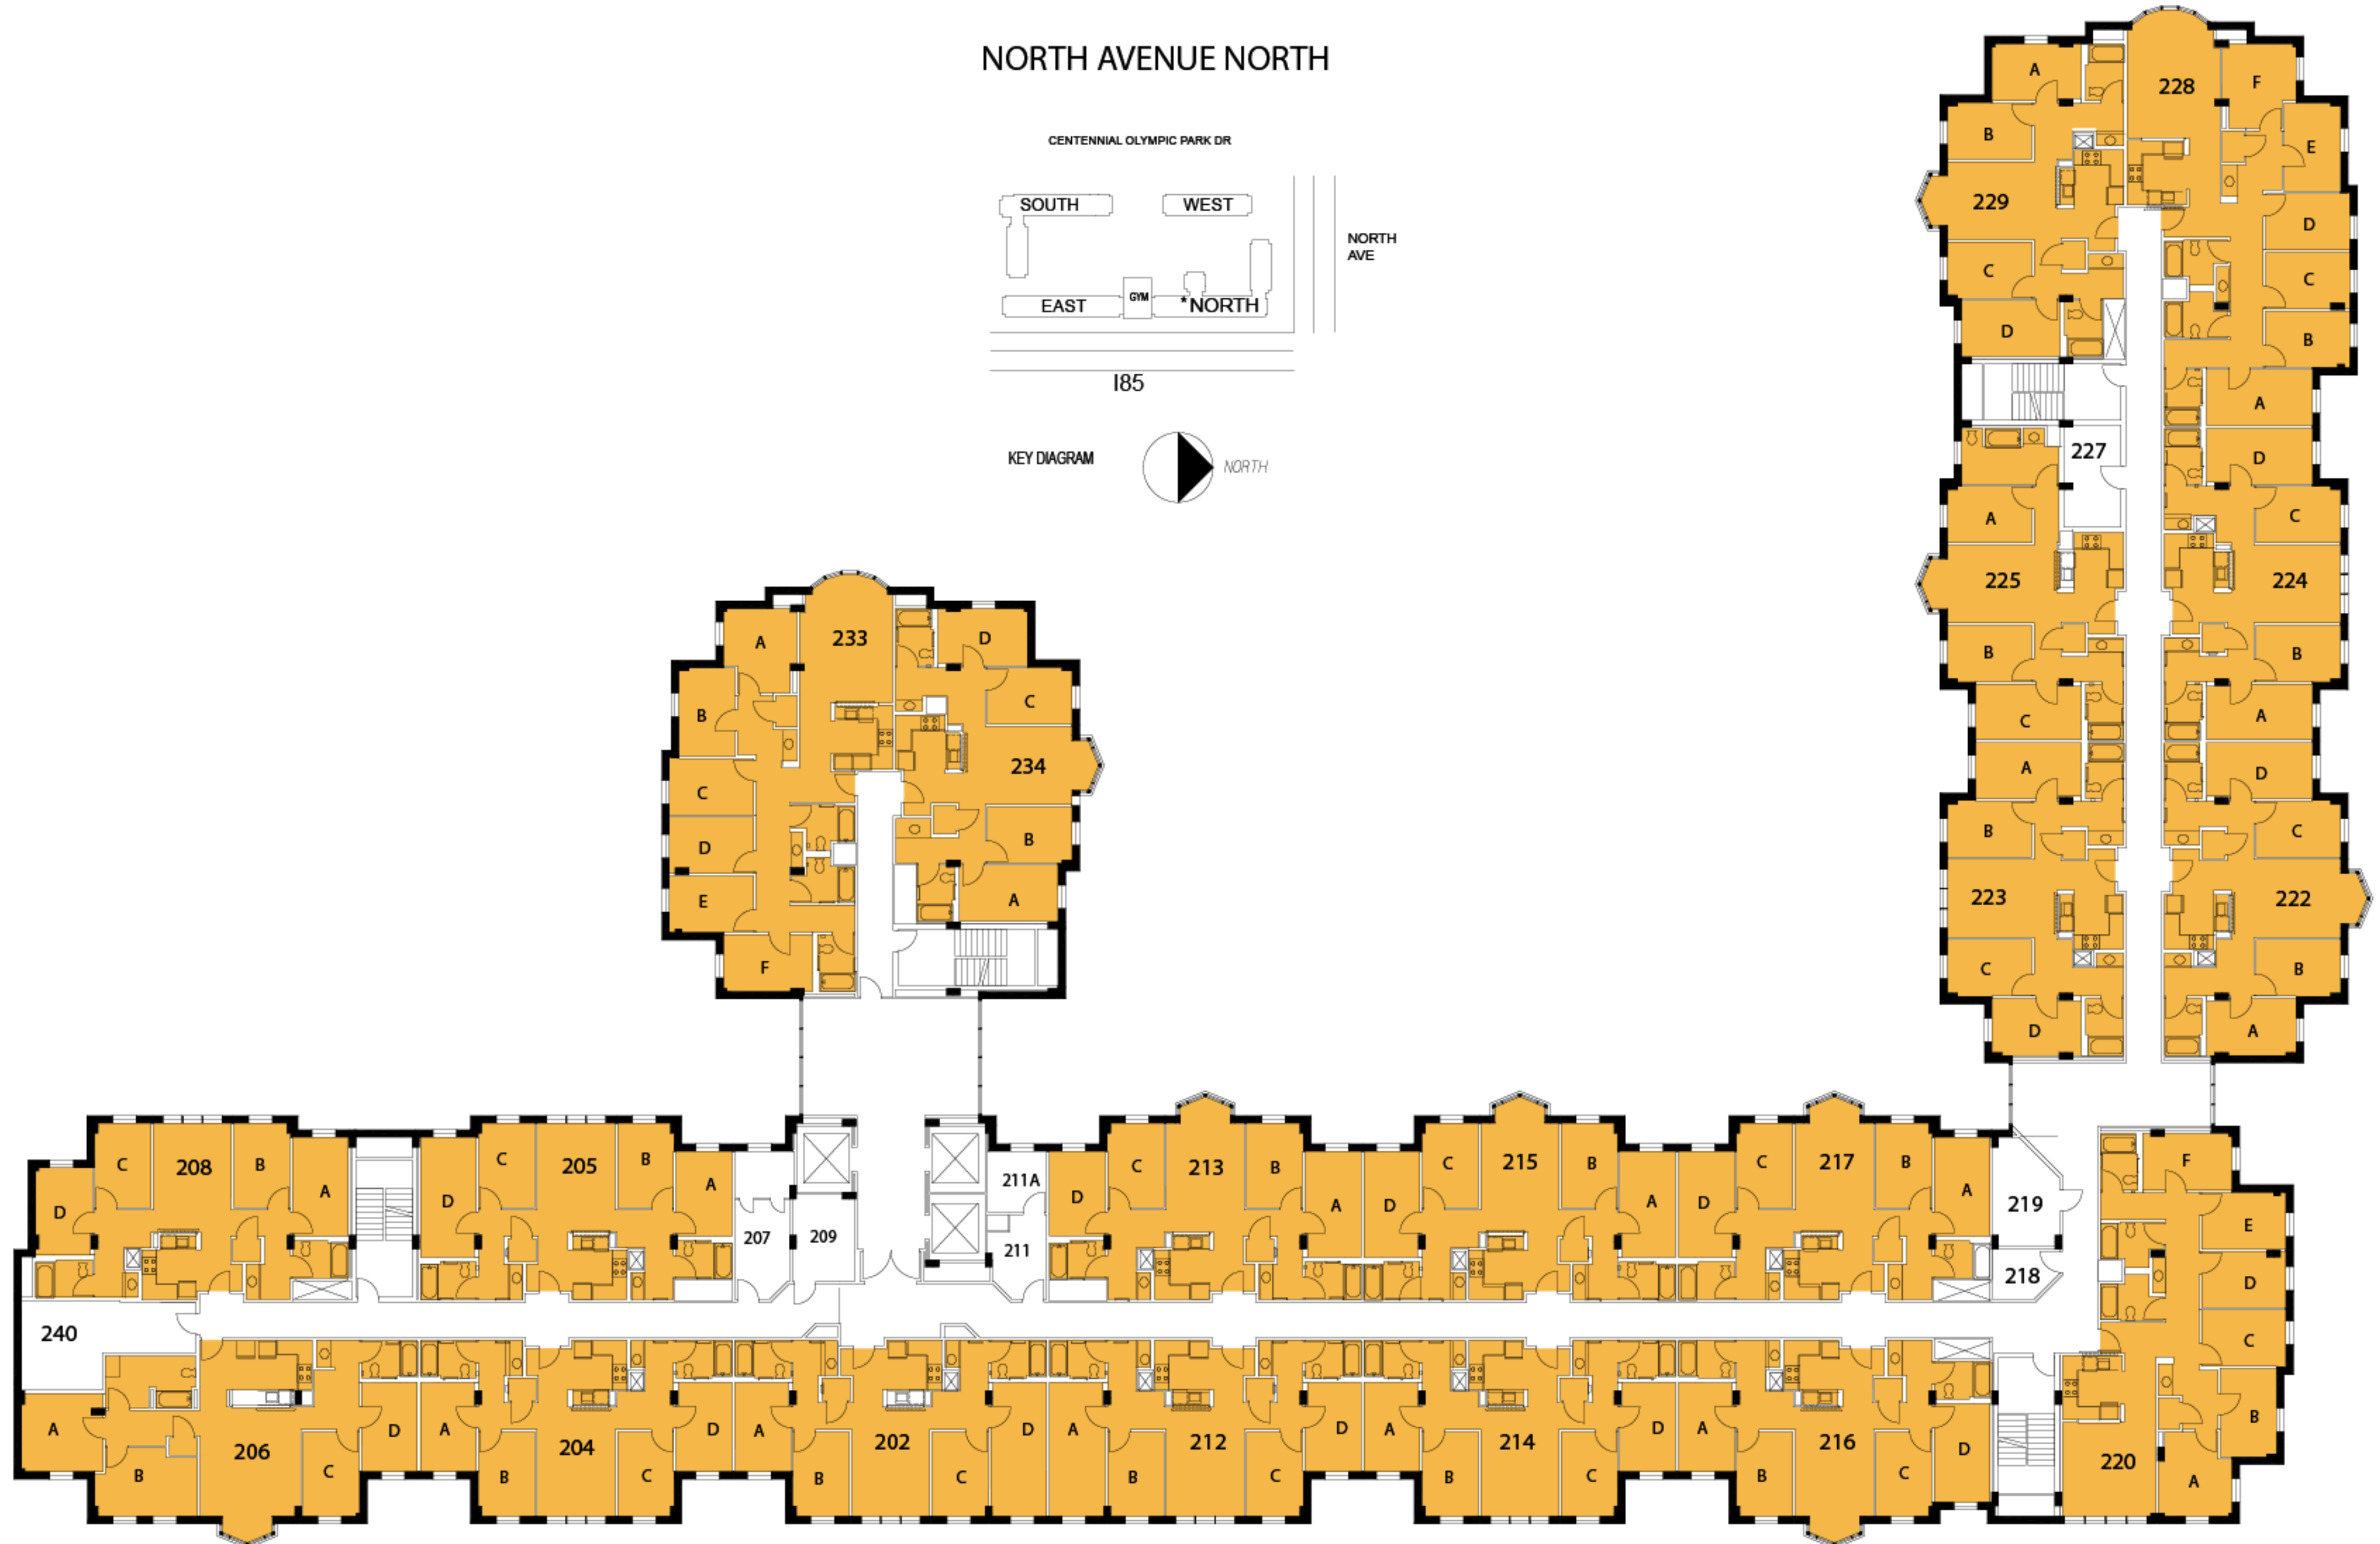 NORTH AVENUE NORTH
CENTENNIAL OLYMPIC PARK DR
SOUTH
WEST
NORTH
AVE
EAST
GYM
*NORTH
I85
KEY DIAGRAM
NORTH
A
228
F
B
E
229
D
C
C
D
B
A
227
D
A
C
225
224
B
B
C
A
A
D
B
C
223
222
C
B
D
A
A
233
D
B
C
C
234
D
B
E
A
F
C
208
B
A
D
C
205
B
A
D
207
209
211A
211
D
C
213
B
A
D
C
215
B
A
D
C
217
B
A
219
218
F
E
D
C
B
A
220
240
A
B
206
C
D
A
B
204
C
D
A
B
202
C
D
A
B
212
C
D
A
B
214
C
D
A
B
216
C
D